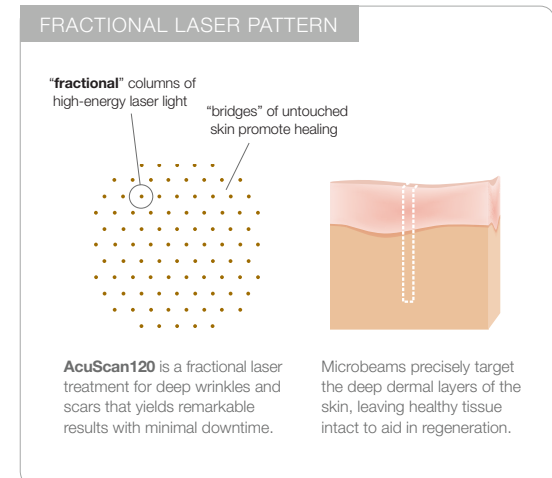 FRACTIONAL LASER PATTERN
“fractional” columns of
high-energy laser light
“bridges” of untouched
skin promote healing
AcuScan120 is a fractional laser
treatment for deep wrinkles and
scars that yields remarkable
results with minimal downtime.
Microbeams precisely target
the deep dermal layers of the
skin, leaving healthy tissue
intact to aid in regeneration.